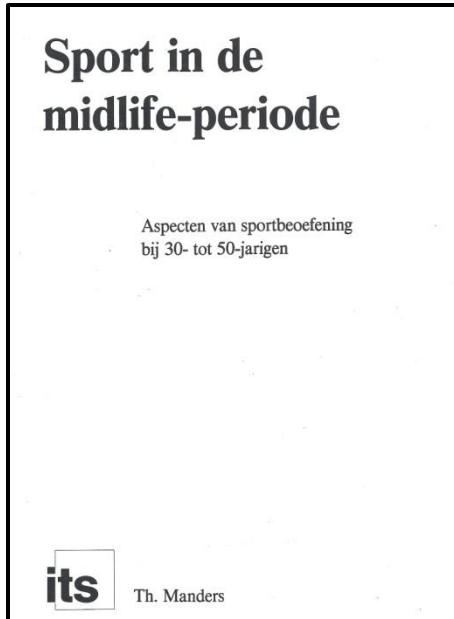 Sport in de
midlife-periode
Aspecten van sportbeoefening
bij 30- tot 50-jarigen
its
Th. Manders